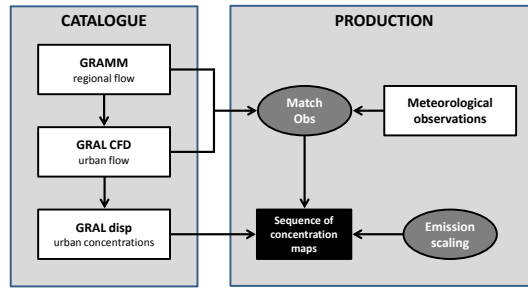 CATALOGUE
PRODUCTION
GRAMM
regional flow
GRAL CFD
urban flow
GRAL disp
urban concentrations
Match
Obs
Meteorological
observations
Sequence of
concentration
maps
Emission
scaling